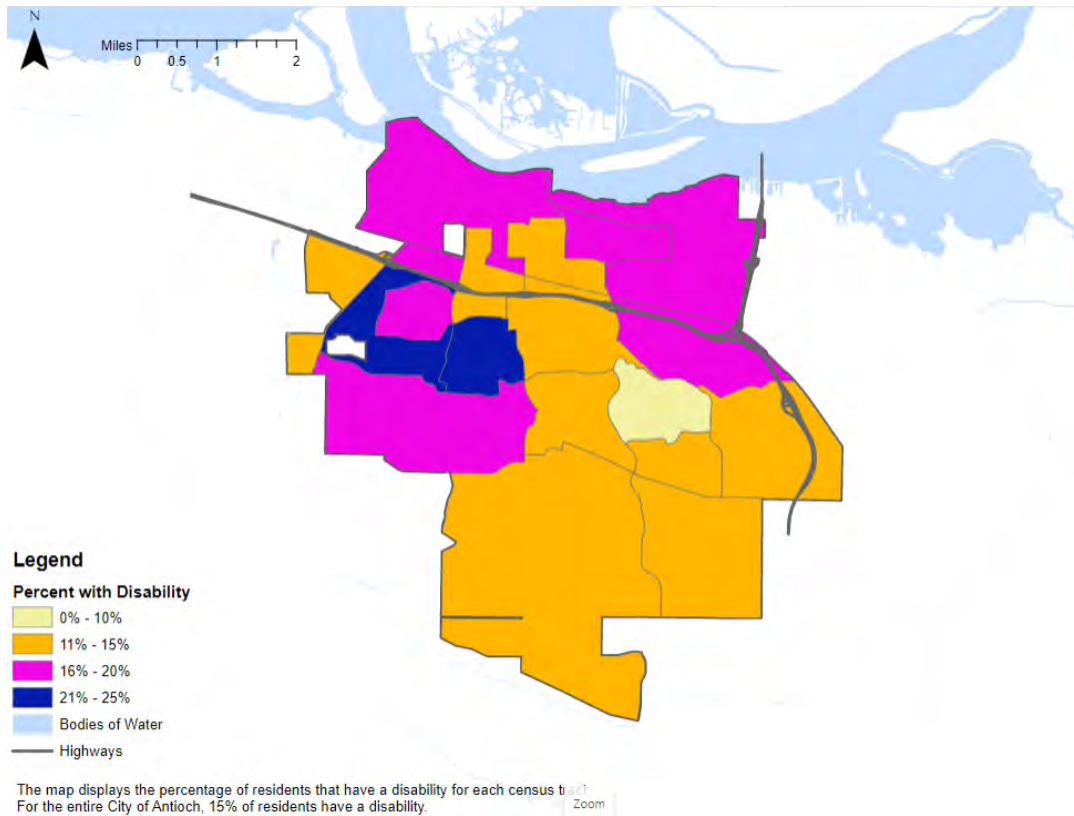 N
Miles
0 0.5 1 2
Legend
Percent with Disability
0% - 10%
11% - 15%
16% - 20%
21% - 25%
Bodies of Water
Highways
The map displays the percentage of residents that have a disability for each census tract
For the entire City of Antioch, 15% of residents have a disability.
Zoom